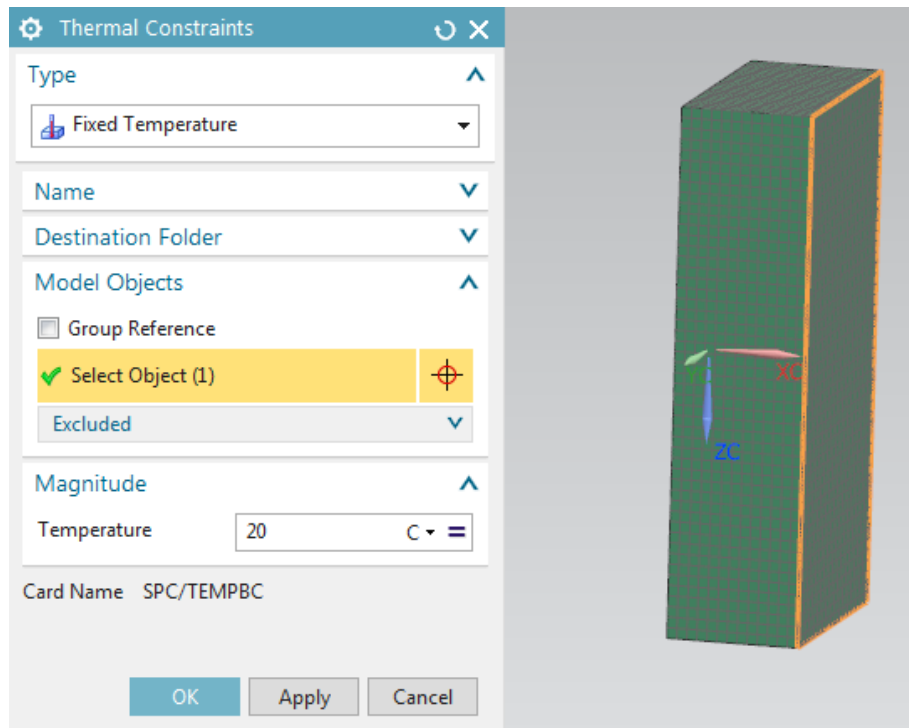 Thermal Constraints
Type
Fixed Temperature
Name
Destination Folder
Model Objects
Group Reference
Select Object (1)
Excluded
Magnitude
Temperature 20 C
Card Name SPC/TEMPBC
OK Apply Cancel
XC
Y
ZC